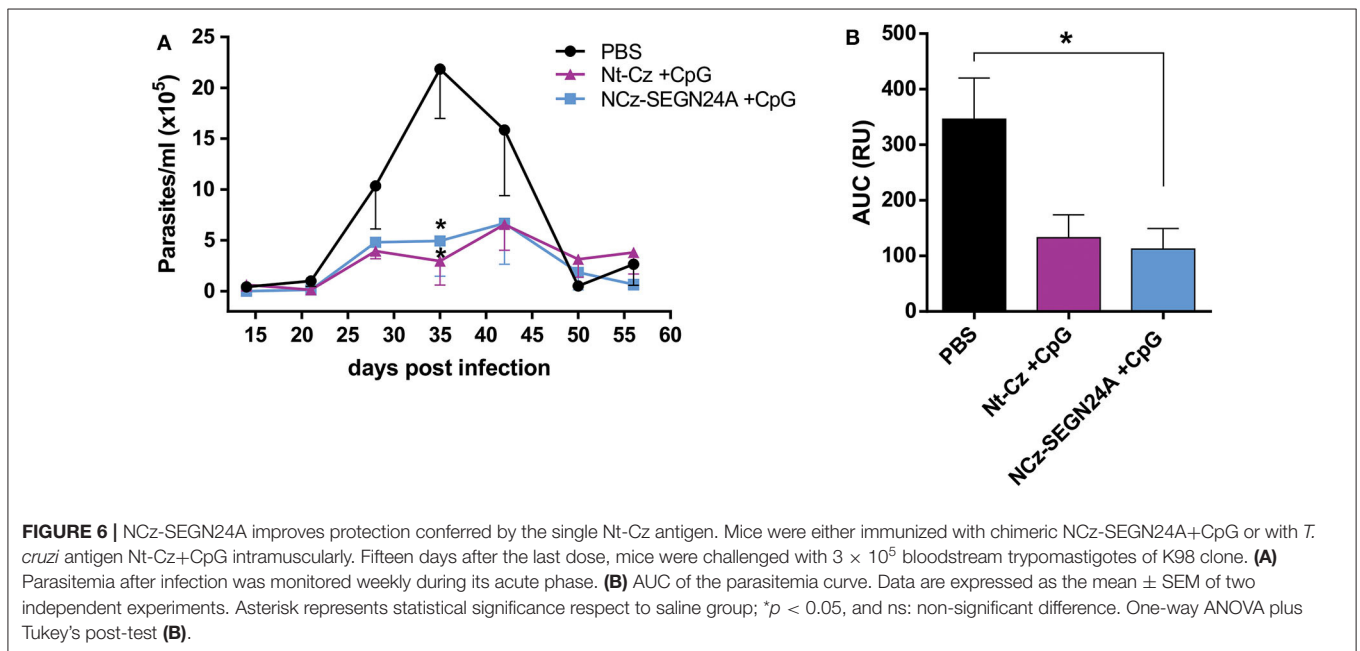 A
25
20
15
10
5
0
Parasites/ml (x10⁵)
PBS
Nt-Cz +CpG
NCz-SEGN24A +CpG
*
*
15 20 25 30 35 40 45 50 55 60
days post infection
B
500
400
300
200
100
0
AUC (RU)
*
PBS
Nt-Cz +CpG
NCz-SEGN24A +CpG
FIGURE 6 | NCz-SEGN24A improves protection conferred by the single Nt-Cz antigen. Mice were either immunized with chimeric NCz-SEGN24A+CpG or with T.
cruzi antigen Nt-Cz+CpG intramuscularly. Fifteen days after the last dose, mice were challenged with 3 × 10⁵ bloodstream trypomastigotes of K98 clone. (A)
Parasitemia after infection was monitored weekly during its acute phase. (B) AUC of the parasitemia curve. Data are expressed as the mean ± SEM of two
independent experiments. Asterisk represents statistical significance respect to saline group; *p < 0.05, and ns: non-significant difference. One-way ANOVA plus
Tukey's post-test (B).